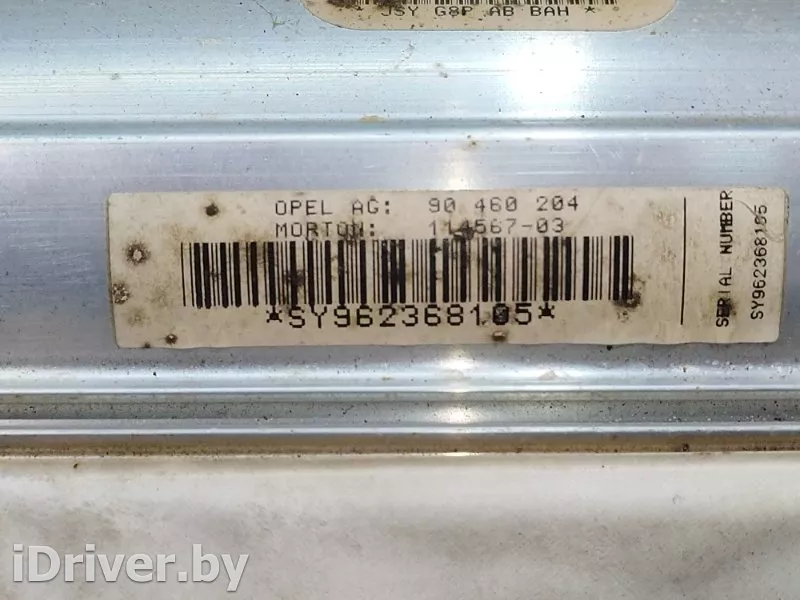 JSY G8P AB BAH *
OPEL AG: 90 460 204
MORTON: 114567-03
*SY962368105*
SERIAL NUMBER
SY962368105
iDriver.by